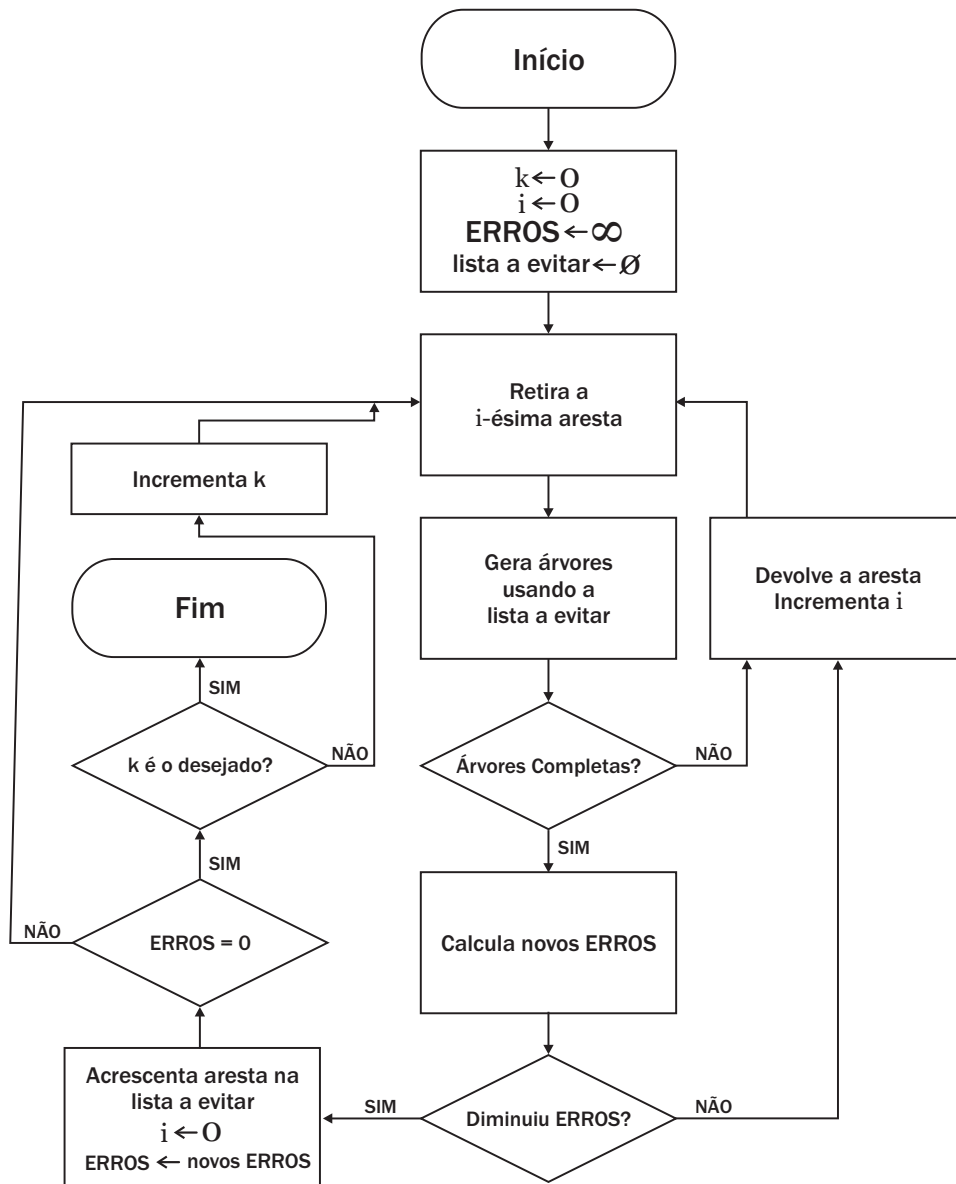 Início
k←0
i←0
ERROS←∞
lista a evitar←Ø
Retira a
i-ésima aresta
Incrementa k
Gera árvores
usando a
lista a evitar
Devolve a aresta
Incrementa i
Fim
SIM
k é o desejado?
NÃO
Árvores Completas?
NÃO
SIM
SIM
NÃO
ERROS = 0
Calcula novos ERROS
Acrescenta aresta na
lista a evitar
i←0
ERROS ← novos ERROS
SIM
Diminuiu ERROS?
NÃO